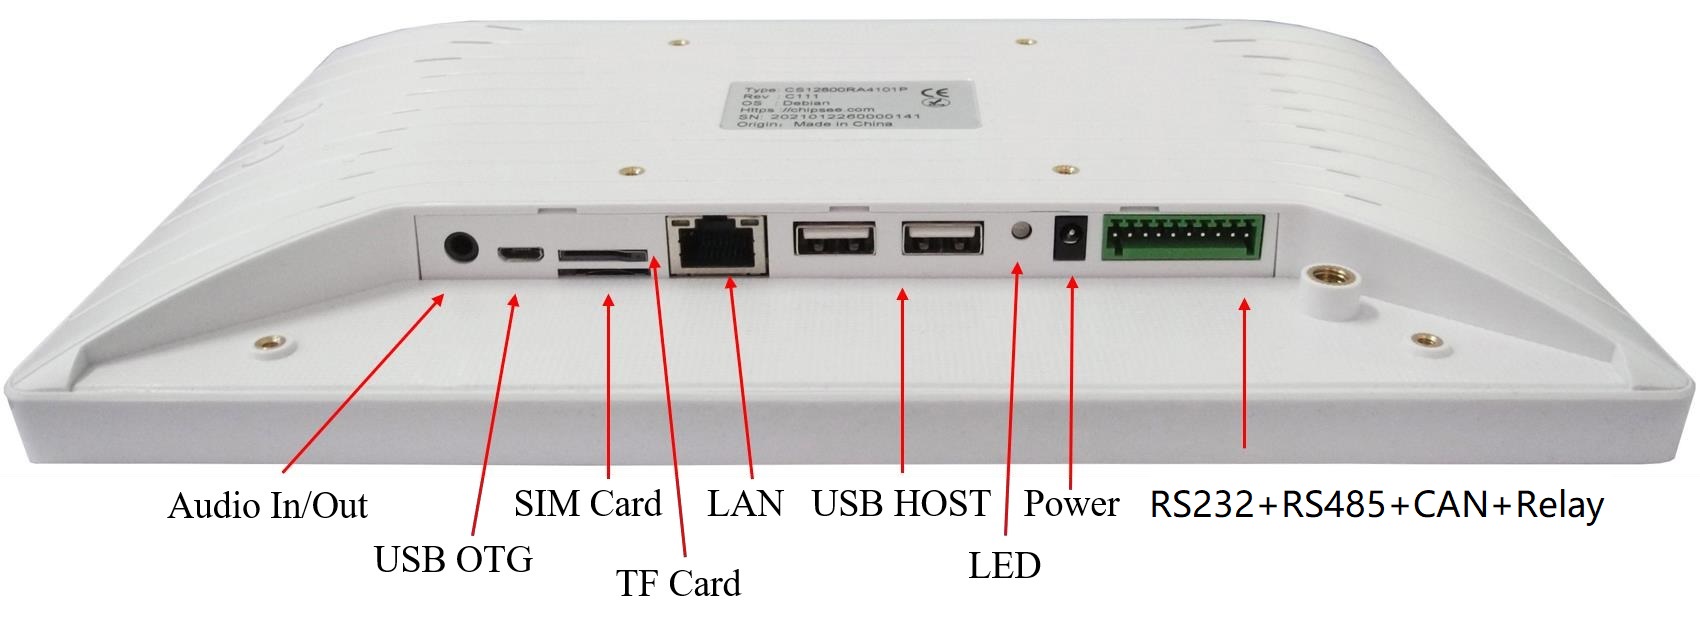 Type: CS12800RA4101P
Rev : C111
OS : Debian
Https ://chipsee.com
SN: 2021012260000141
Origin: Made in China
CE
Audio In/Out
SIM Card
LAN
USB HOST
Power
RS232+RS485+CAN+Relay
USB OTG
TF Card
LED